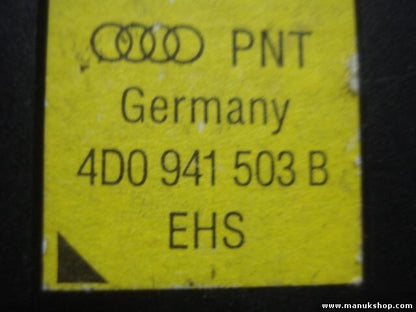 PNT
Germany
4D0 941 503 B
EHS
www.manukshop.com